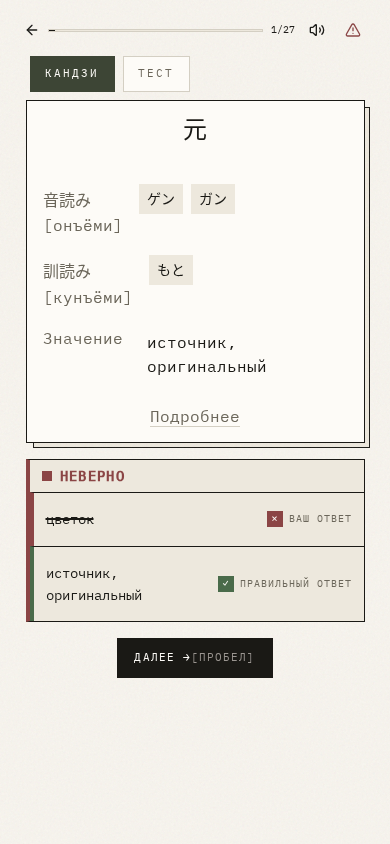 1/27
КАНДЗИ
ТЕСТ
元
音読み ゲン ガン
[онъёми]
訓読み もと
[кунъёми]
Значение источник,
оригинальный
Подробнее
НЕВЕРНО
цветок ВАШ ОТВЕТ
источник,
оригинальный ПРАВИЛЬНЫЙ ОТВЕТ
ДАЛЕЕ →[ПРОБЕЛ]